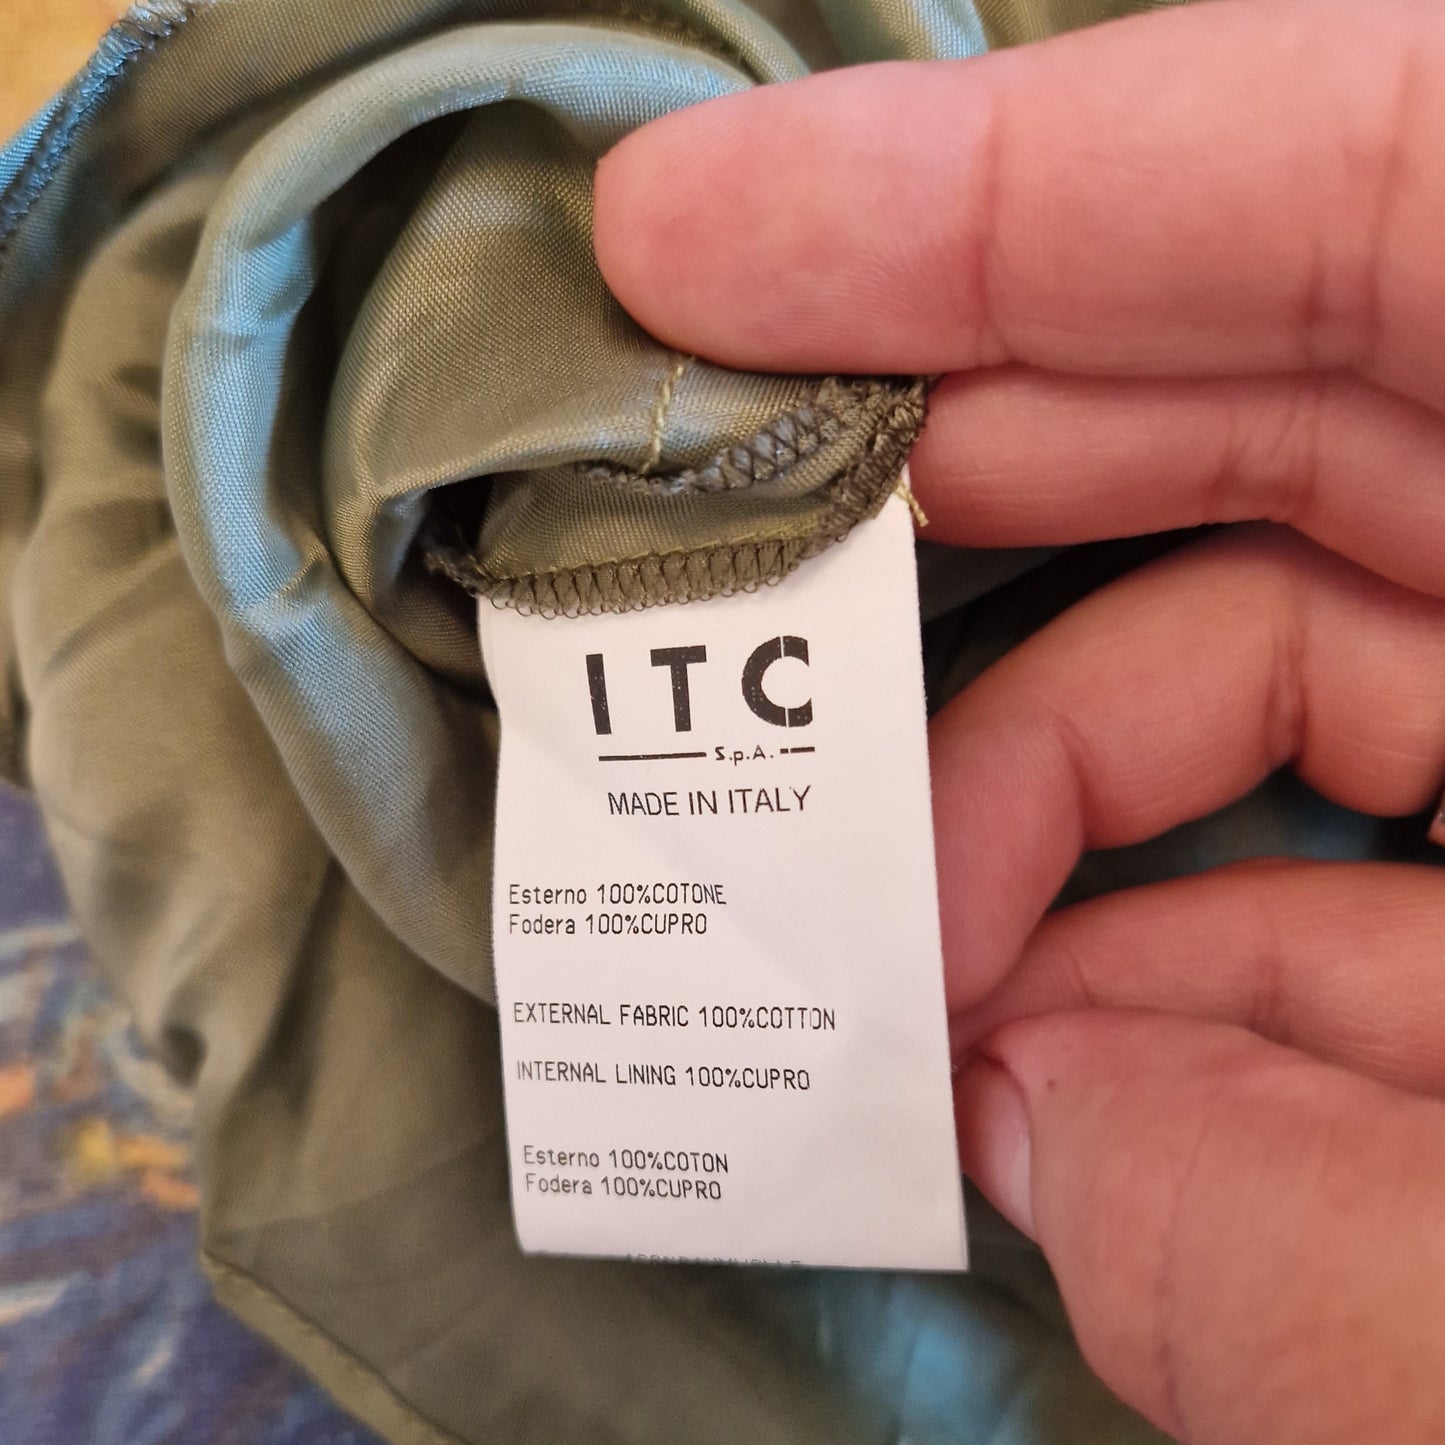 ITC
S.p.A.
MADE IN ITALY
Esterno 100%COTONE
Fodera 100%CUPRO
EXTERNAL FABRIC 100%COTTON
INTERNAL LINING 100%CUPRO
Esterno 100%COTON
Fodera 100%CUPRO